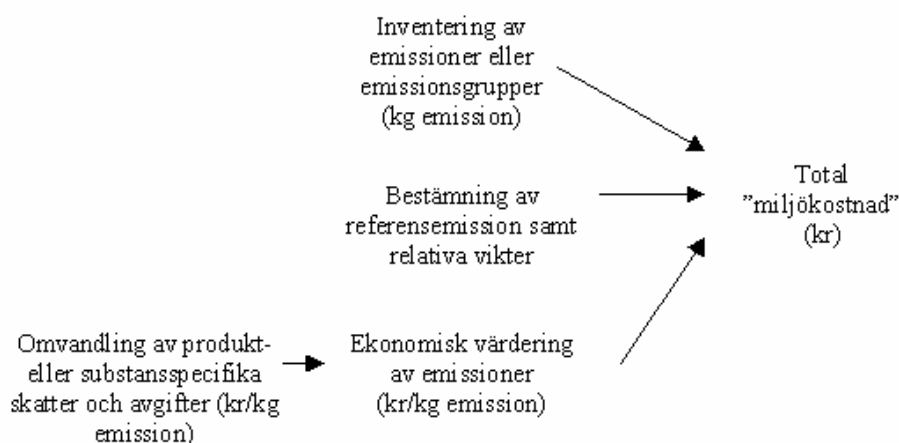 Inventering av
emissioner eller
emissionsgrupper
(kg emission)
Bestämning av
referensemission samt
relativa vikter
Total
”miljökostnad”
(kr)
Omvandling av produkt-
eller substansspecifika
skatter och avgifter (kr/kg
emission)
Ekonomisk värdering
av emissioner
(kr/kg emission)